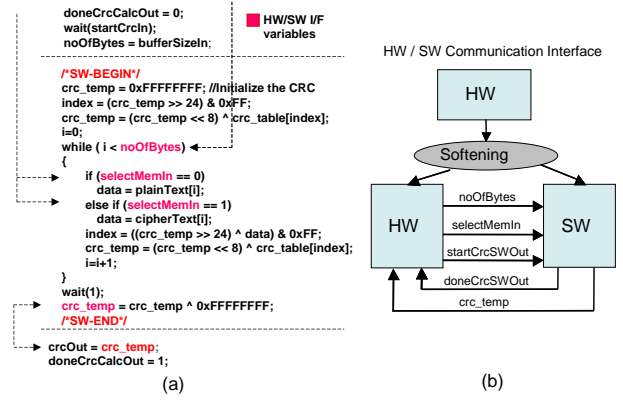 doneCrcCalcOut = 0;
wait(startCrcIn);
noOfBytes = bufferSizeIn;
HW/SW I/F
variables
/*SW-BEGIN*/
crc_temp = 0xFFFFFFFF; //Initialize the CRC
index = (crc_temp >> 24) & 0xFF;
crc_temp = (crc_temp << 8) ^ crc_table[index];
i=0;
while ( i < noOfBytes)
{
if (selectMemIn == 0)
data = plainText[i];
else if (selectMemIn == 1)
data = cipherText[i];
index = ((crc_temp >> 24) ^ data) & 0xFF;
crc_temp = (crc_temp << 8) ^ crc_table[index];
i=i+1;
}
wait(1);
crc_temp = crc_temp ^ 0xFFFFFFFF;
/*SW-END*/
crcOut = crc_temp;
doneCrcCalcOut = 1;
(a)
HW / SW Communication Interface
HW
Softening
HW
noOfBytes
selectMemIn
startCrcSWOut
doneCrcSWOut
crc_temp
SW
(b)